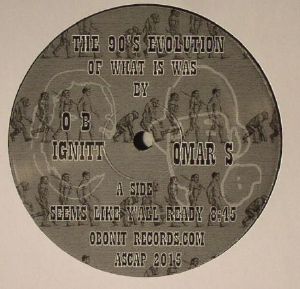 THE 90'S EVOLUTION
OF WHAT IS WAS
BY
O B
IGNITT
OMAR S
A SIDE
SEEMS LIKE Y'ALL READY 8:45
OBONIT RECORDS.COM
ASCAP 2015